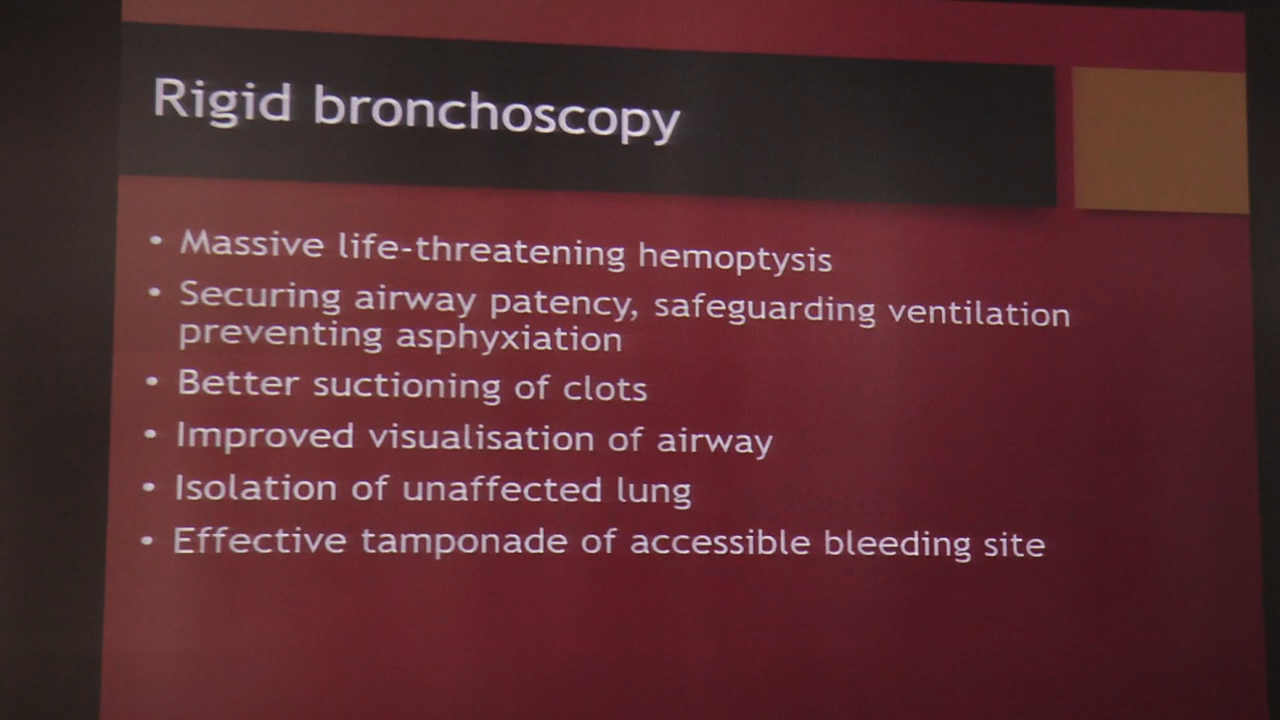 Rigid bronchoscopy
• Massive life-threatening hemoptysis
• Securing airway patency, safeguarding ventilation
preventing asphyxiation
• Better suctioning of clots
• Improved visualisation of airway
• Isolation of unaffected lung
• Effective tamponade of accessible bleeding site